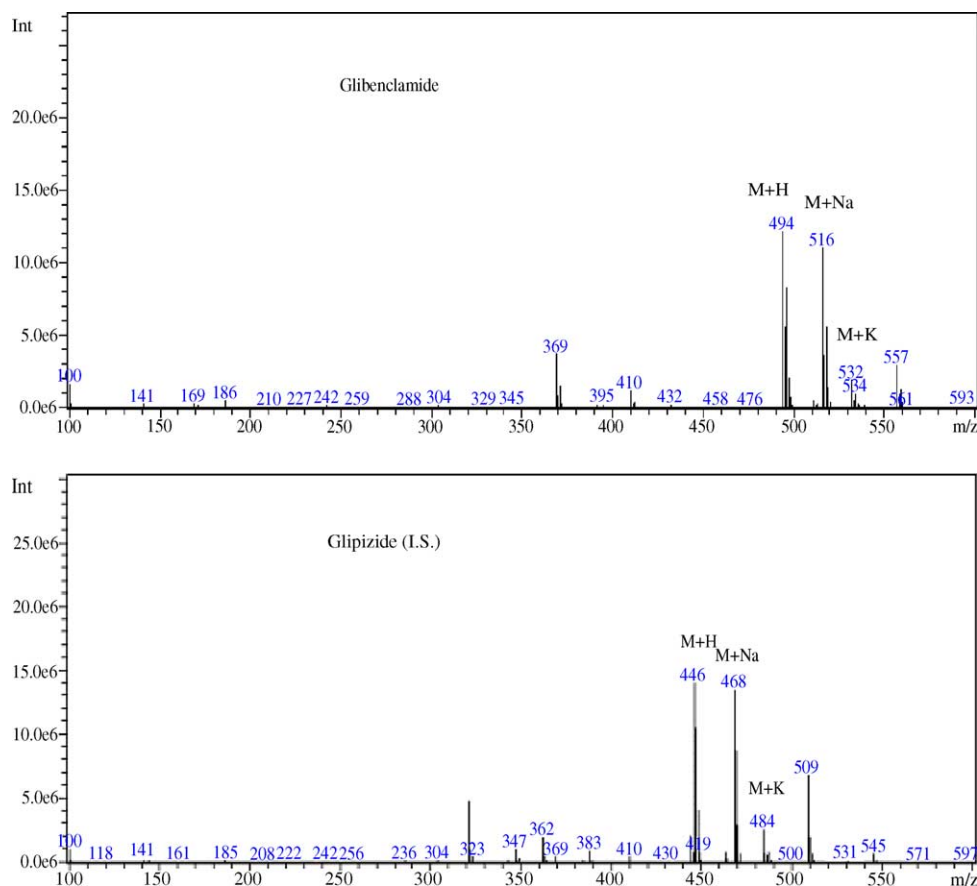 Int
Glibenclamide
20.0e6
15.0e6
M+H
M+Na
494
516
10.0e6
M+K
5.0e6
369
557
532
100
410
534
141 169 186 210 227 242 259 288 304 329 345 395 432 458 476 561 593
0.0e6
100 150 200 250 300 350 400 450 500 550 m/z
Int
25.0e6
Glipizide (I.S.)
20.0e6
M+H
M+Na
15.0e6
446
468
10.0e6
509
M+K
5.0e6
484
362
100 118 141 161 185 208 222 242 256 236 304 323 347 369 383 410 430 419 500 531 545 571 597
0.0e6
100 150 200 250 300 350 400 450 500 550 m/z